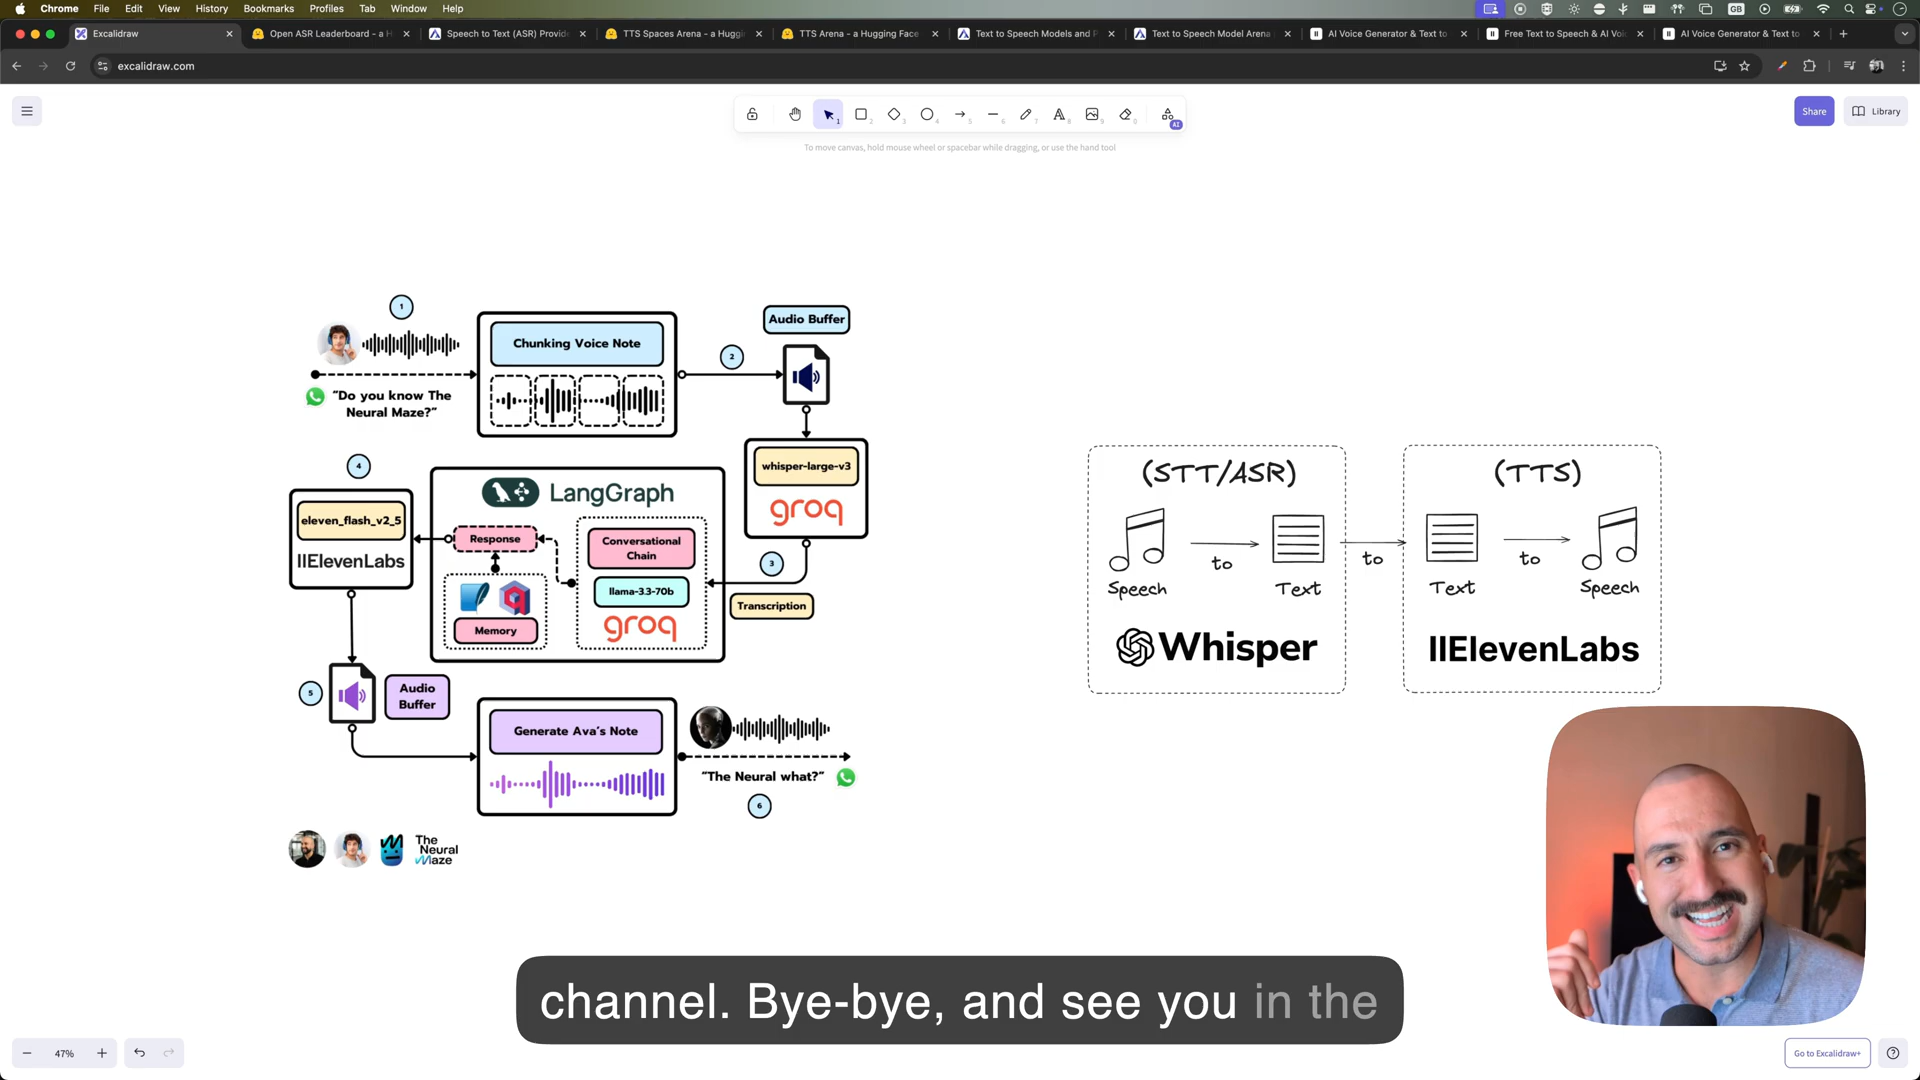 Chrome File Edit View History Bookmarks Profiles Tab Window Help
GB
Excalidraw
Open ASR Leaderboard - a H
Speech to Text (ASR) Provide
TTS Spaces Arena - a Huggi
TTS Arena - a Hugging Face
Text to Speech Models and P
Text to Speech Model Arena
AI Voice Generator & Text to
Free Text to Speech & AI Voi
AI Voice Generator & Text to
excalidraw.com
AI
Share
Library
To move canvas, hold mouse wheel or spacebar while dragging, or use the hand tool
1
"Do you know The
Neural Maze?"
Chunking Voice Note
2
Audio Buffer
whisper-large-v3
groq
3
Transcription
LangGraph
Conversational
Chain
llama-3.3-70b
groq
Response
Memory
4
eleven_flash_v2_5
IIElevenLabs
5
Audio
Buffer
Generate Ava's Note
"The Neural what?"
6
The
Neural
Maze
(STT/ASR)
Speech
to
Text
Whisper
to
(TTS)
Text
to
Speech
IIElevenLabs
channel. Bye-bye, and see you in the
47%
Go to Excalidraw+